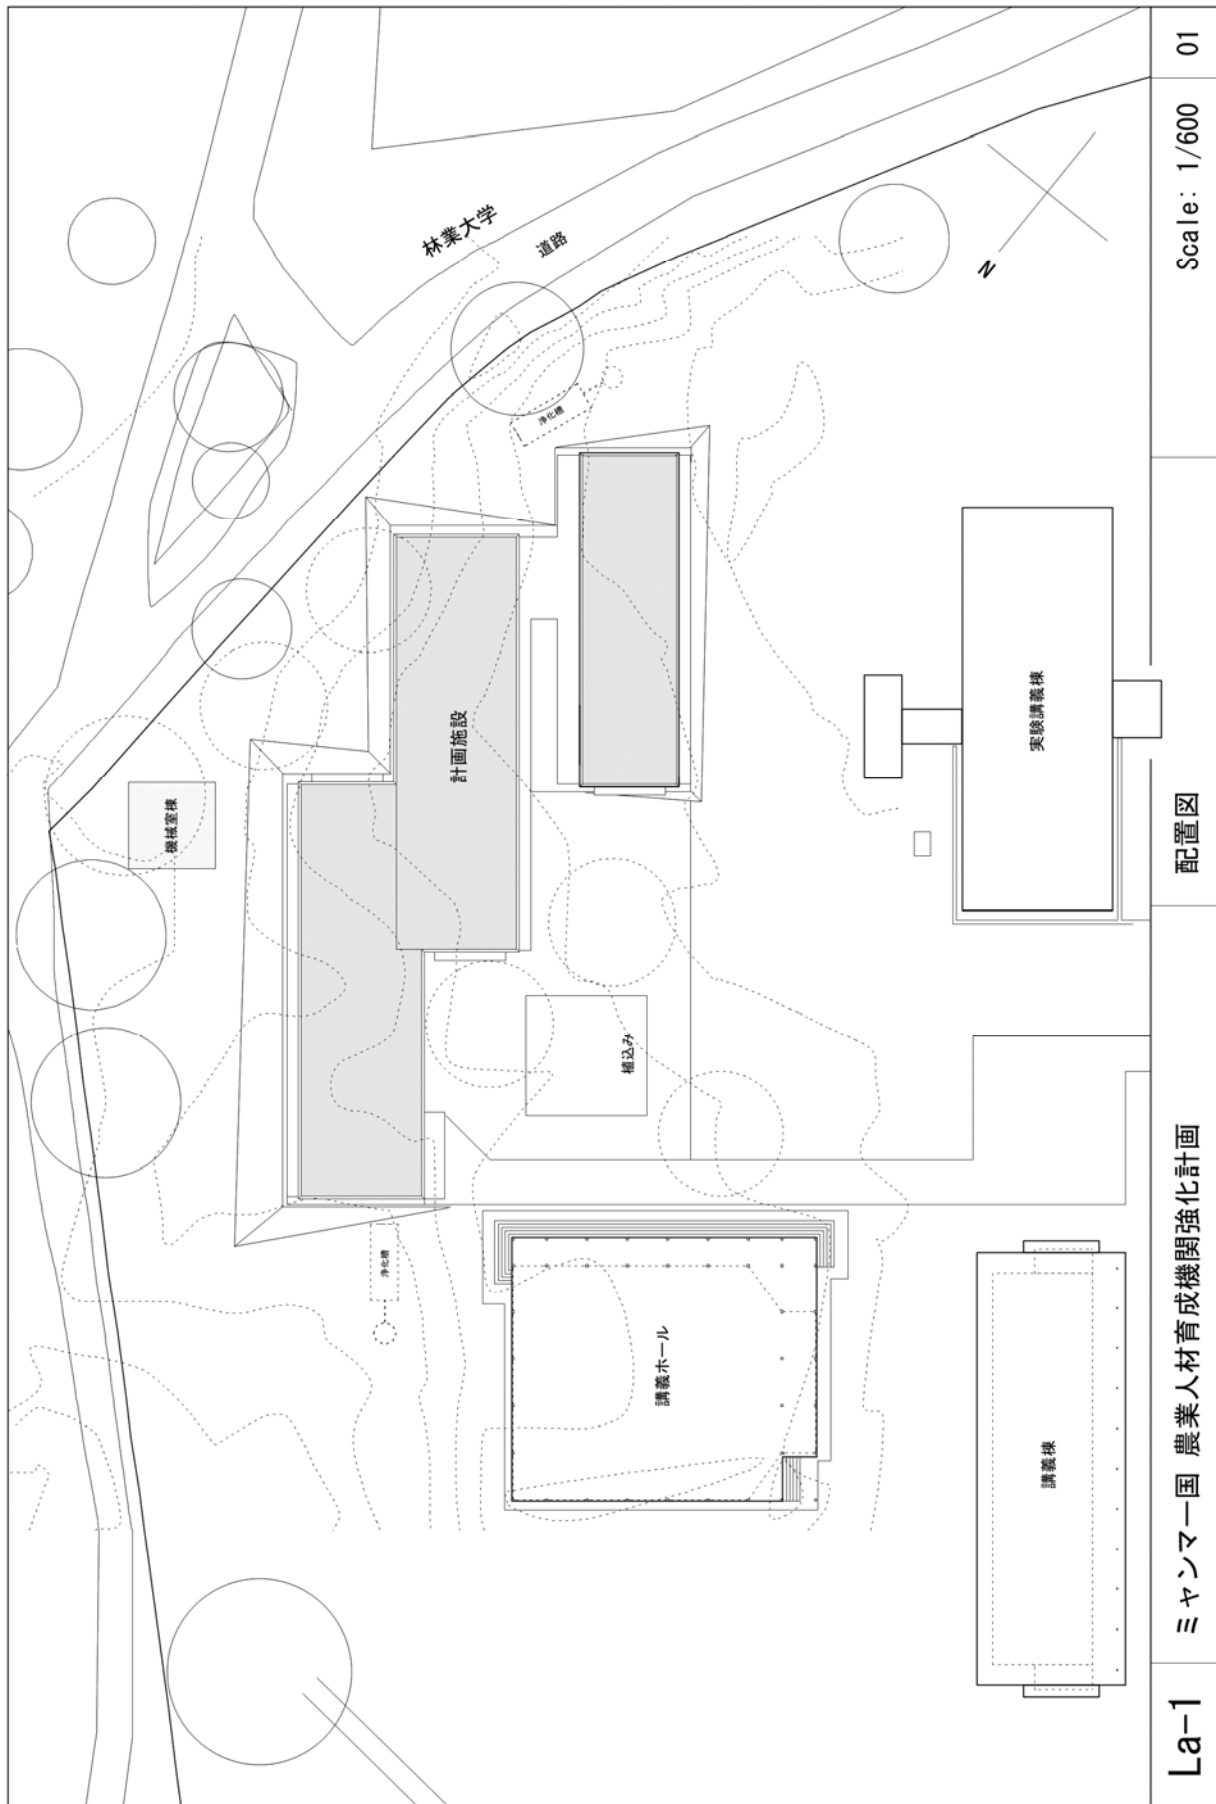 林業大学
道路
N
浄化槽
計画施設
機械室棟
実験講義棟
植込み
浄化槽
講義ホール
講義棟
La-1
ミャンマー国 農業人材育成機関強化計画
配置図
Scale: 1/600
01